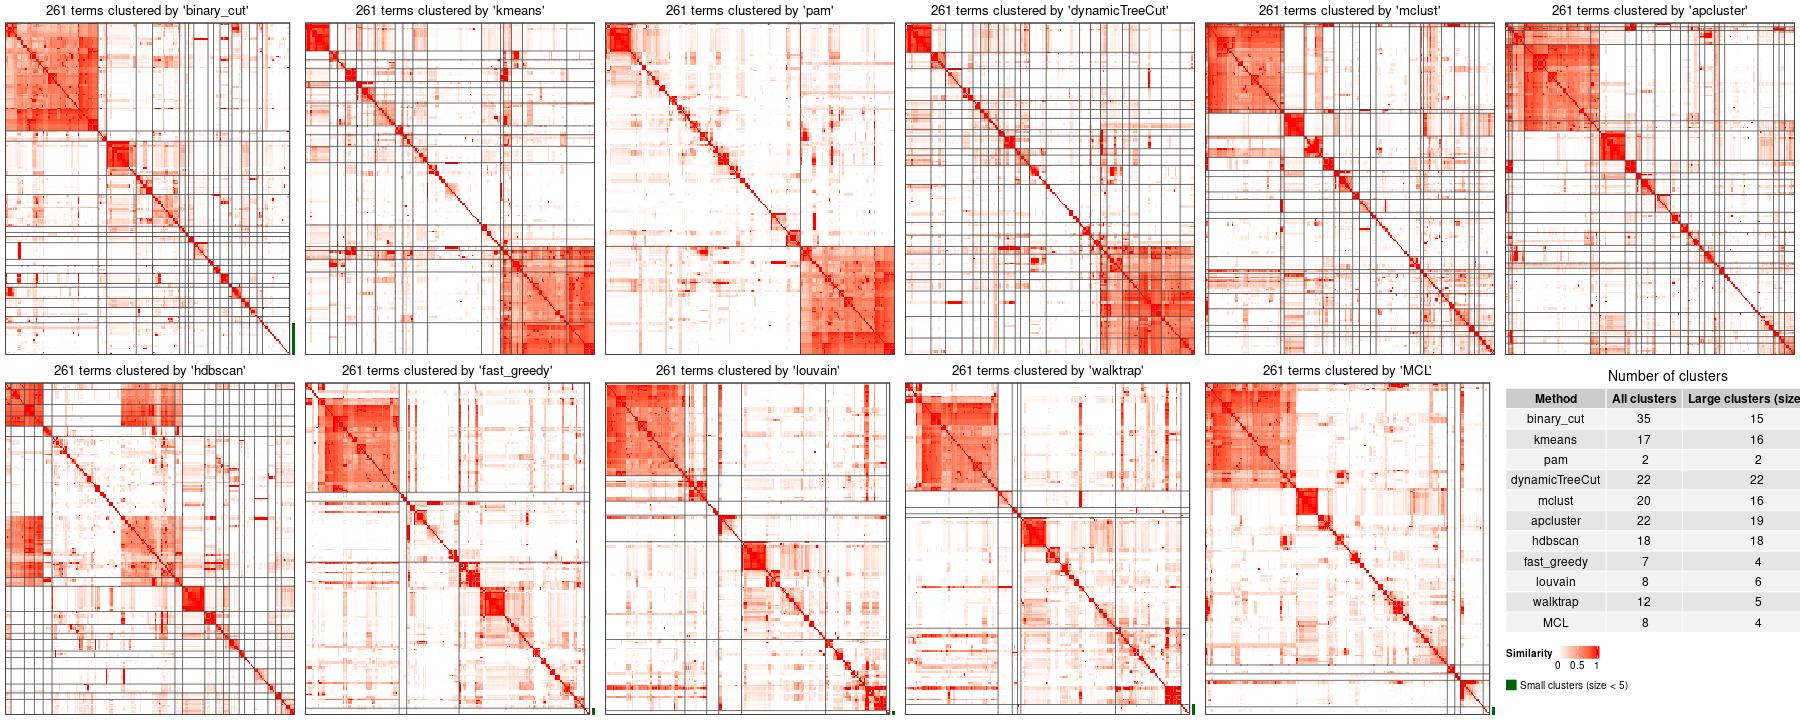 261 terms clustered by 'binary_cut'
261 terms clustered by 'kmeans'
261 terms clustered by 'pam'
261 terms clustered by 'dynamicTreeCut'
261 terms clustered by 'mclust'
261 terms clustered by 'apcluster'
261 terms clustered by 'hdbscan'
261 terms clustered by 'fast_greedy'
261 terms clustered by 'louvain'
261 terms clustered by 'walktrap'
261 terms clustered by 'MCL'
Number of clusters
Method All clusters Large clusters (size
binary_cut 35 15
kmeans 17 16
pam 2 2
dynamicTreeCut 22 22
mclust 20 16
apcluster 22 19
hdbscan 18 18
fast_greedy 7 4
louvain 8 6
walktrap 12 5
MCL 8 4
Similarity
0 0.5 1
Small clusters (size < 5)